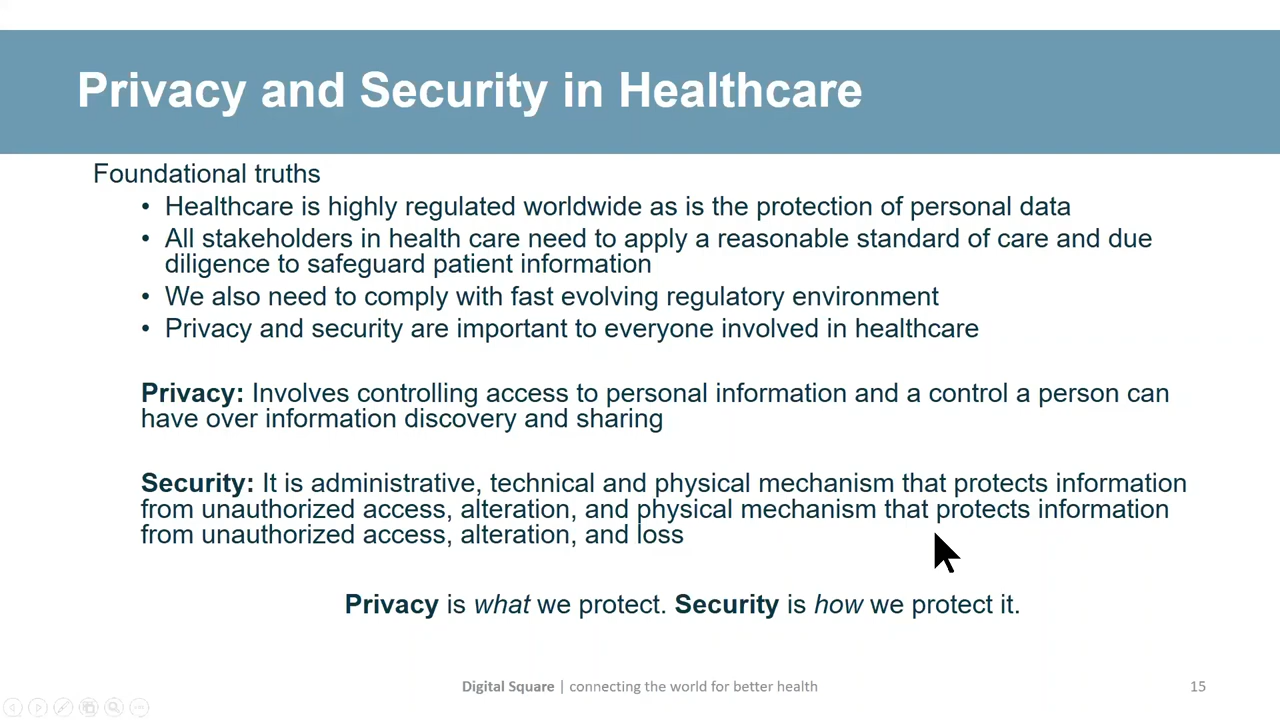 Privacy and Security in Healthcare
Foundational truths
• Healthcare is highly regulated worldwide as is the protection of personal data
• All stakeholders in health care need to apply a reasonable standard of care and due
diligence to safeguard patient information
• We also need to comply with fast evolving regulatory environment
• Privacy and security are important to everyone involved in healthcare
Privacy: Involves controlling access to personal information and a control a person can
have over information discovery and sharing
Security: It is administrative, technical and physical mechanism that protects information
from unauthorized access, alteration, and physical mechanism that protects information
from unauthorized access, alteration, and loss
Privacy is what we protect. Security is how we protect it.
Digital Square | connecting the world for better health
15